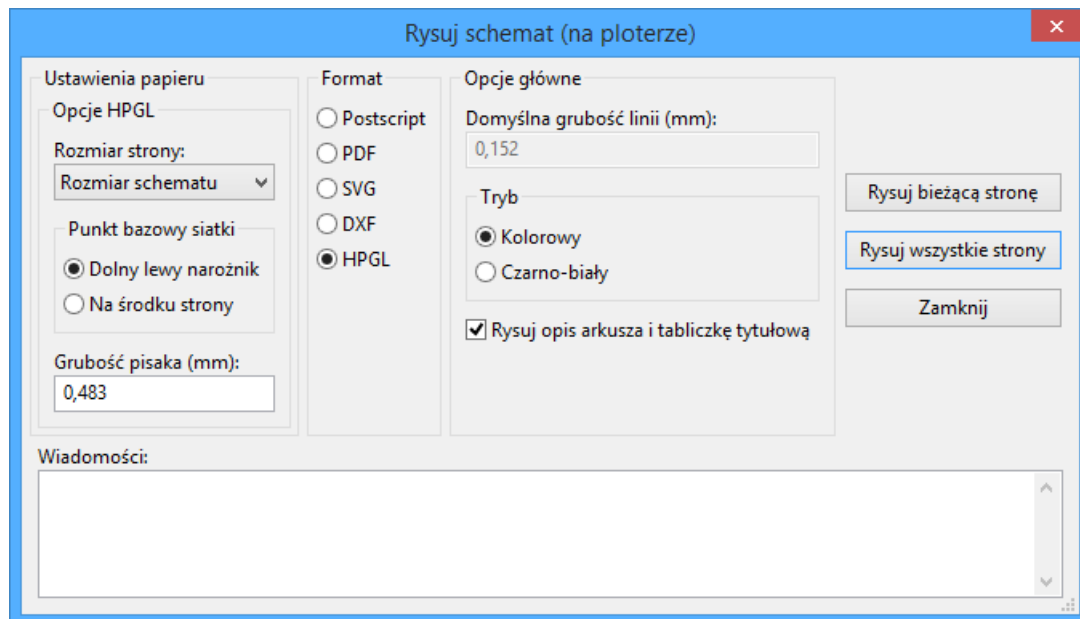 Rysuj schemat (na ploterze)
Ustawienia papieru
Opcje HPGL
Rozmiar strony:
Rozmiar schematu
Punkt bazowy siatki
Dolny lewy narożnik
Na środku strony
Grubość pisaka (mm):
0,483
Format
Postscript
PDF
SVG
DXF
HPGL
Opcje główne
Domyślna grubość linii (mm):
0,152
Tryb
Kolorowy
Czarno-biały
Rysuj opis arkusza i tabliczkę tytułową
Rysuj bieżącą stronę
Rysuj wszystkie strony
Zamknij
Wiadomości: